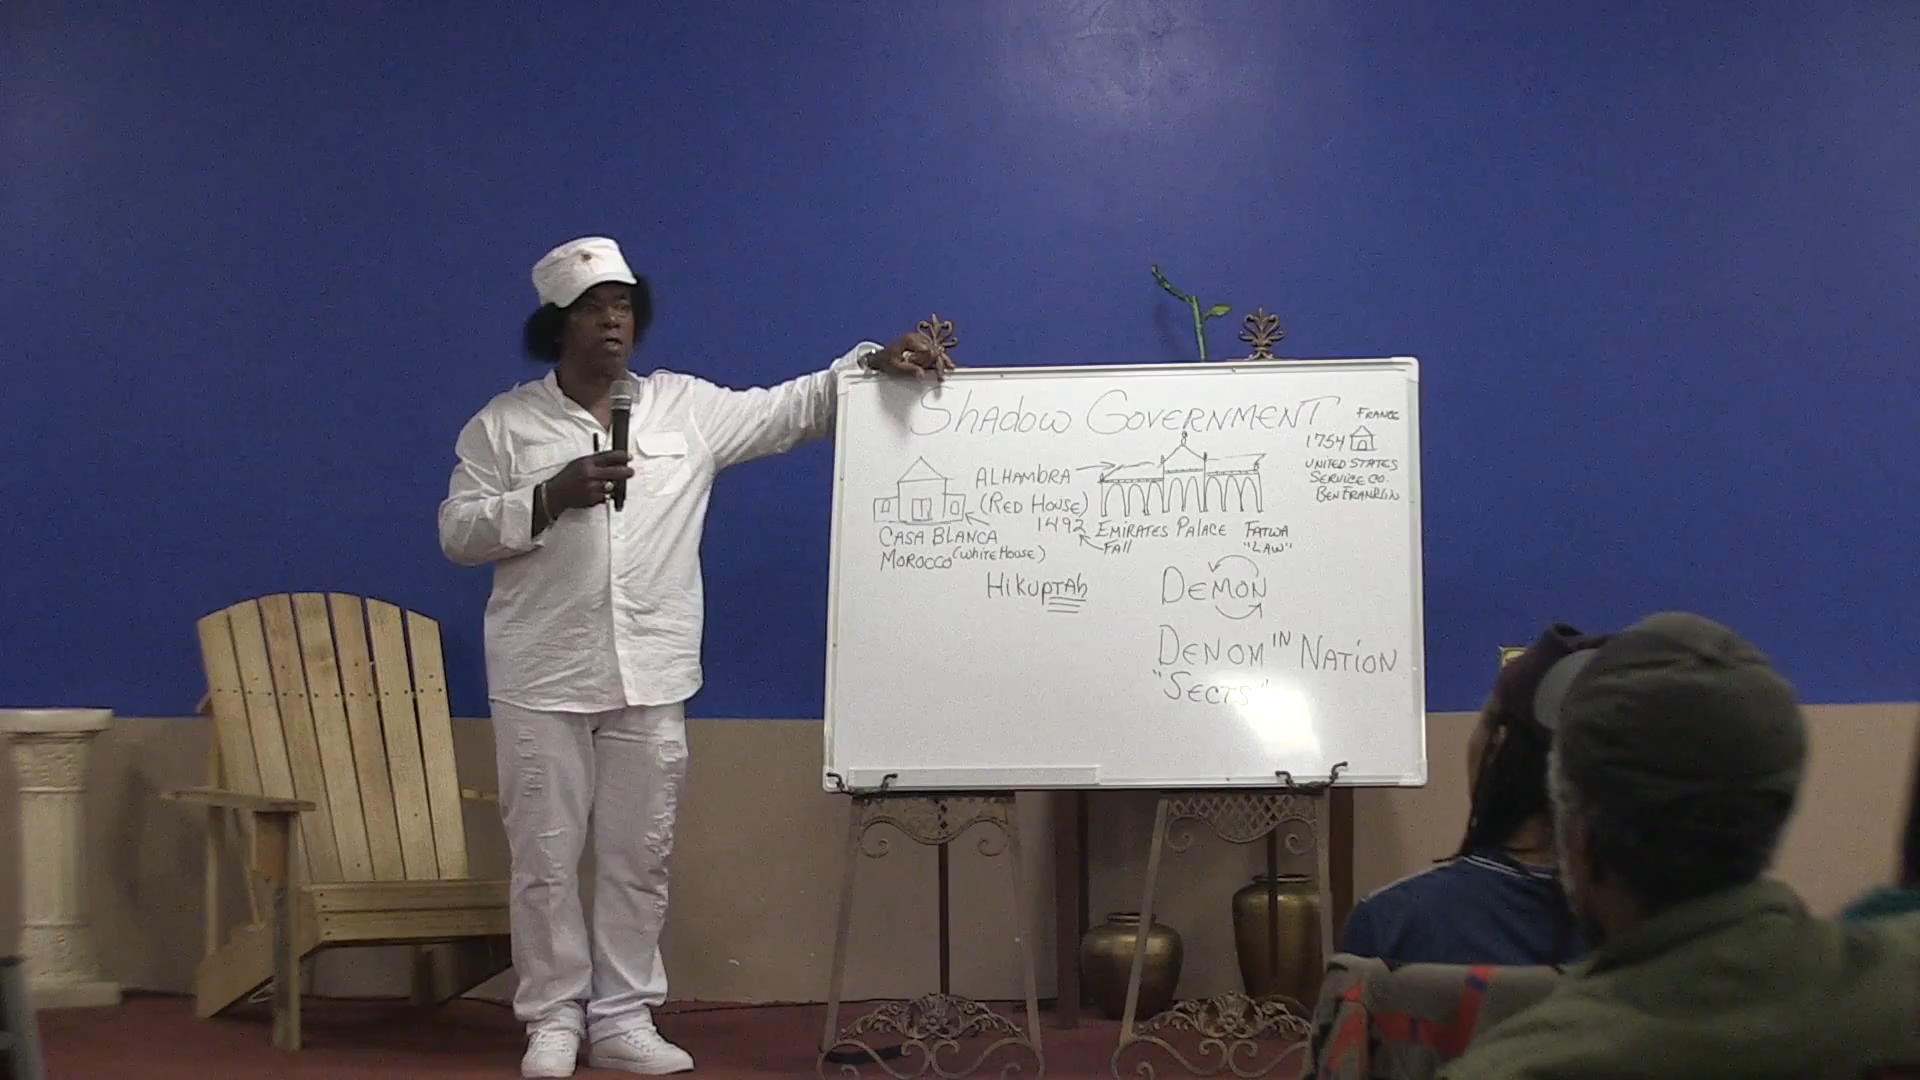 Shadow Government
France
1754
United States
Service Co.
Ben Franklin
Alhambra
(Red House)
1492
Fall
Casa Blanca
Morocco (White House)
Emirates Palace
Fatwa
"Law"
Hikuptah
Demon
Denom in Nation
"Sects"